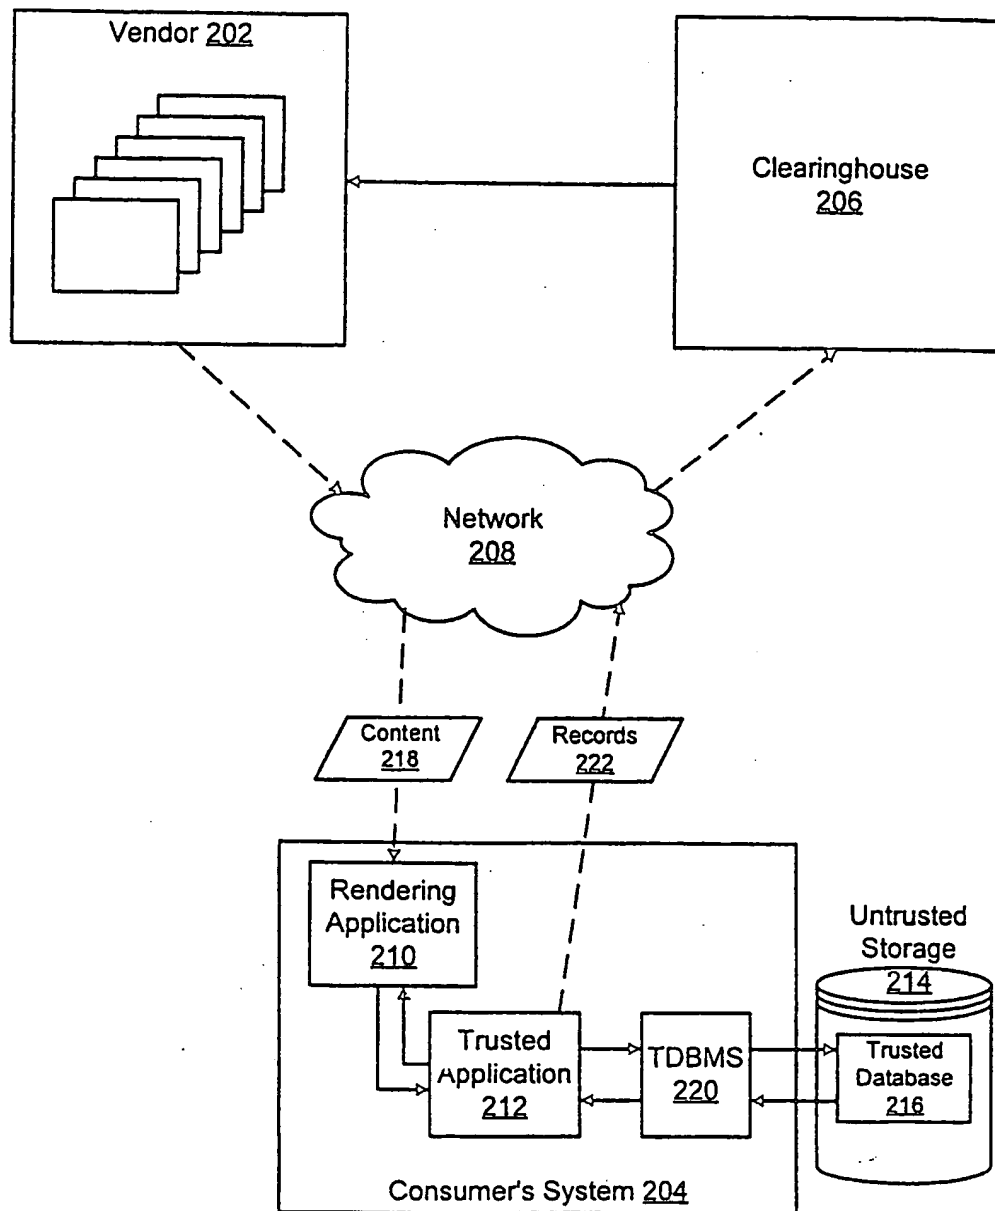 Vendor 202
Clearinghouse
206
Network
208
Content
218
Records
222
Rendering
Application
210
Untrusted
Storage
214
Trusted
Application
212
TDBMS
220
Trusted
Database
216
Consumer's System 204